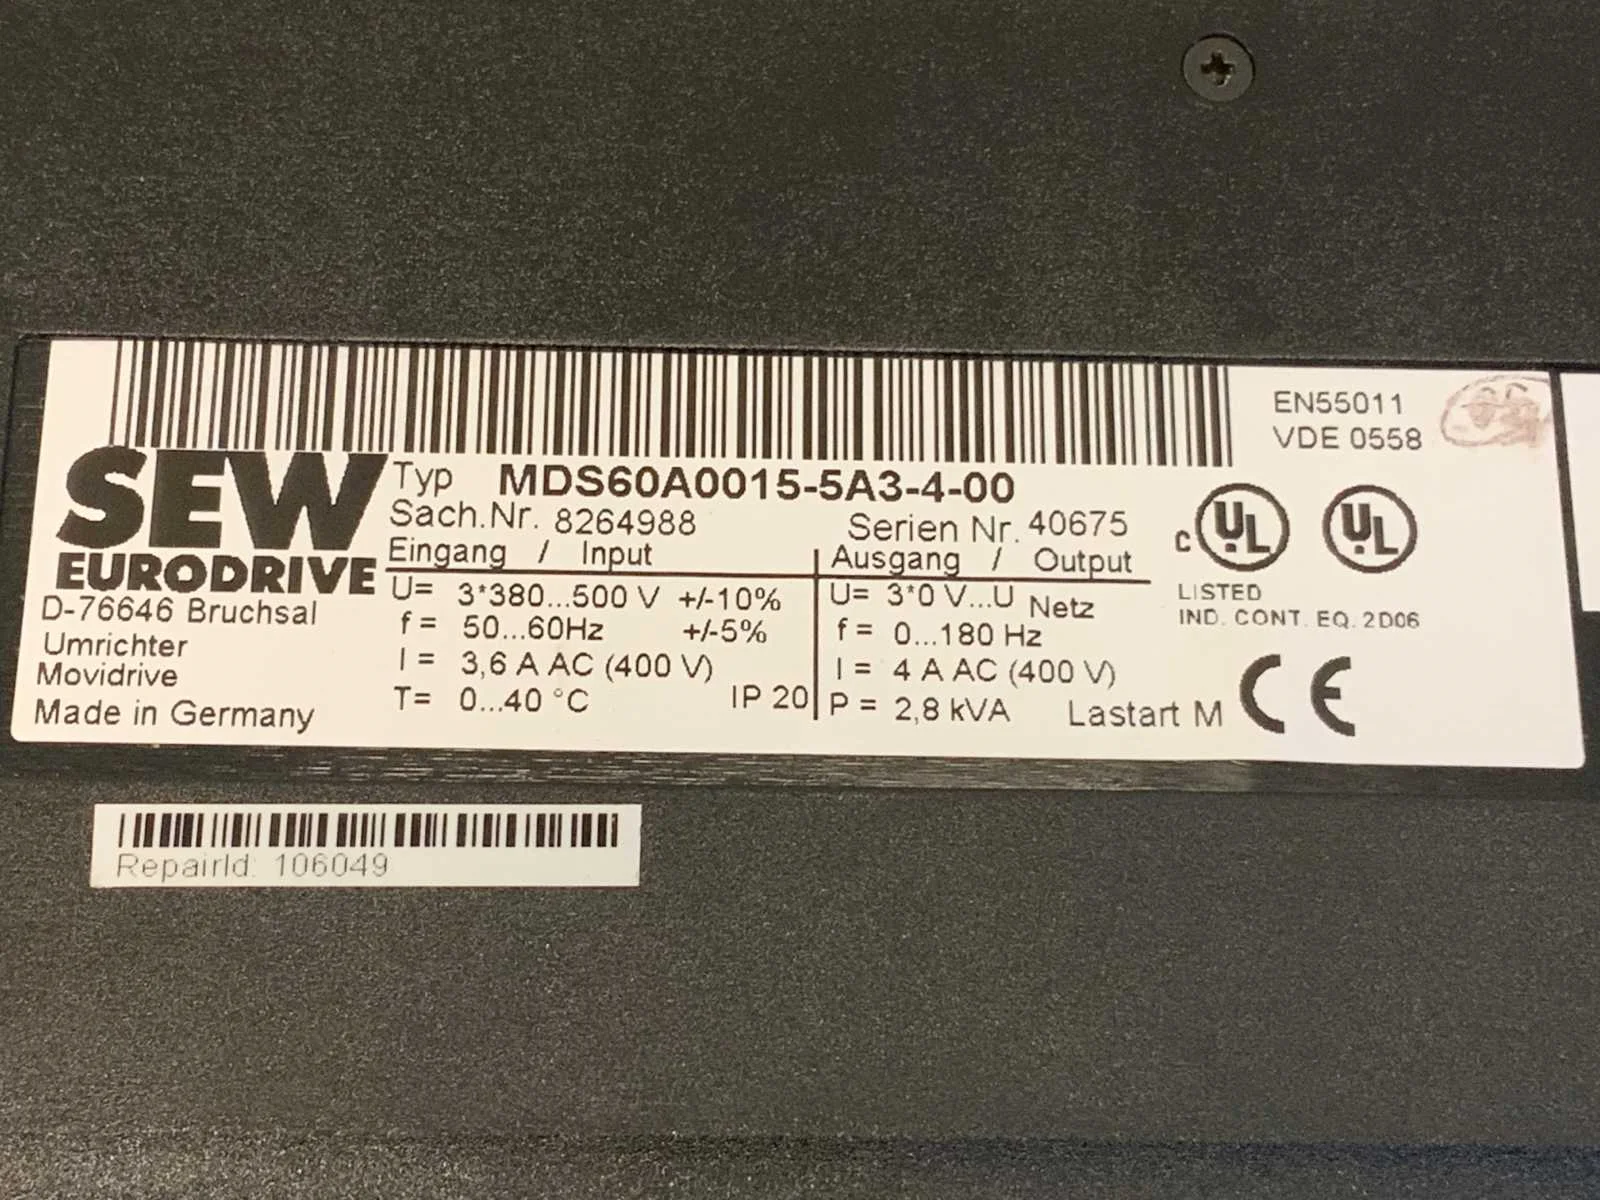 EN55011
VDE 0558
SEW
EURODRIVE
D-76646 Bruchsal
Umrichter
Movidrive
Made in Germany
Typ MDS60A0015-5A3-4-00
Sach.Nr. 8264988 Serien Nr. 40675
Eingang / Input
U= 3*380...500 V +/-10%
f = 50...60Hz +/-5%
I = 3,6 A AC (400 V)
T= 0...40 °C IP 20
Ausgang / Output
U= 3*0 V...U Netz
f = 0...180 Hz
I = 4 A AC (400 V)
P = 2,8 kVA Lastart M
C UL UL
LISTED
IND. CONT. EQ. 2D06
CE
RepairId: 106049